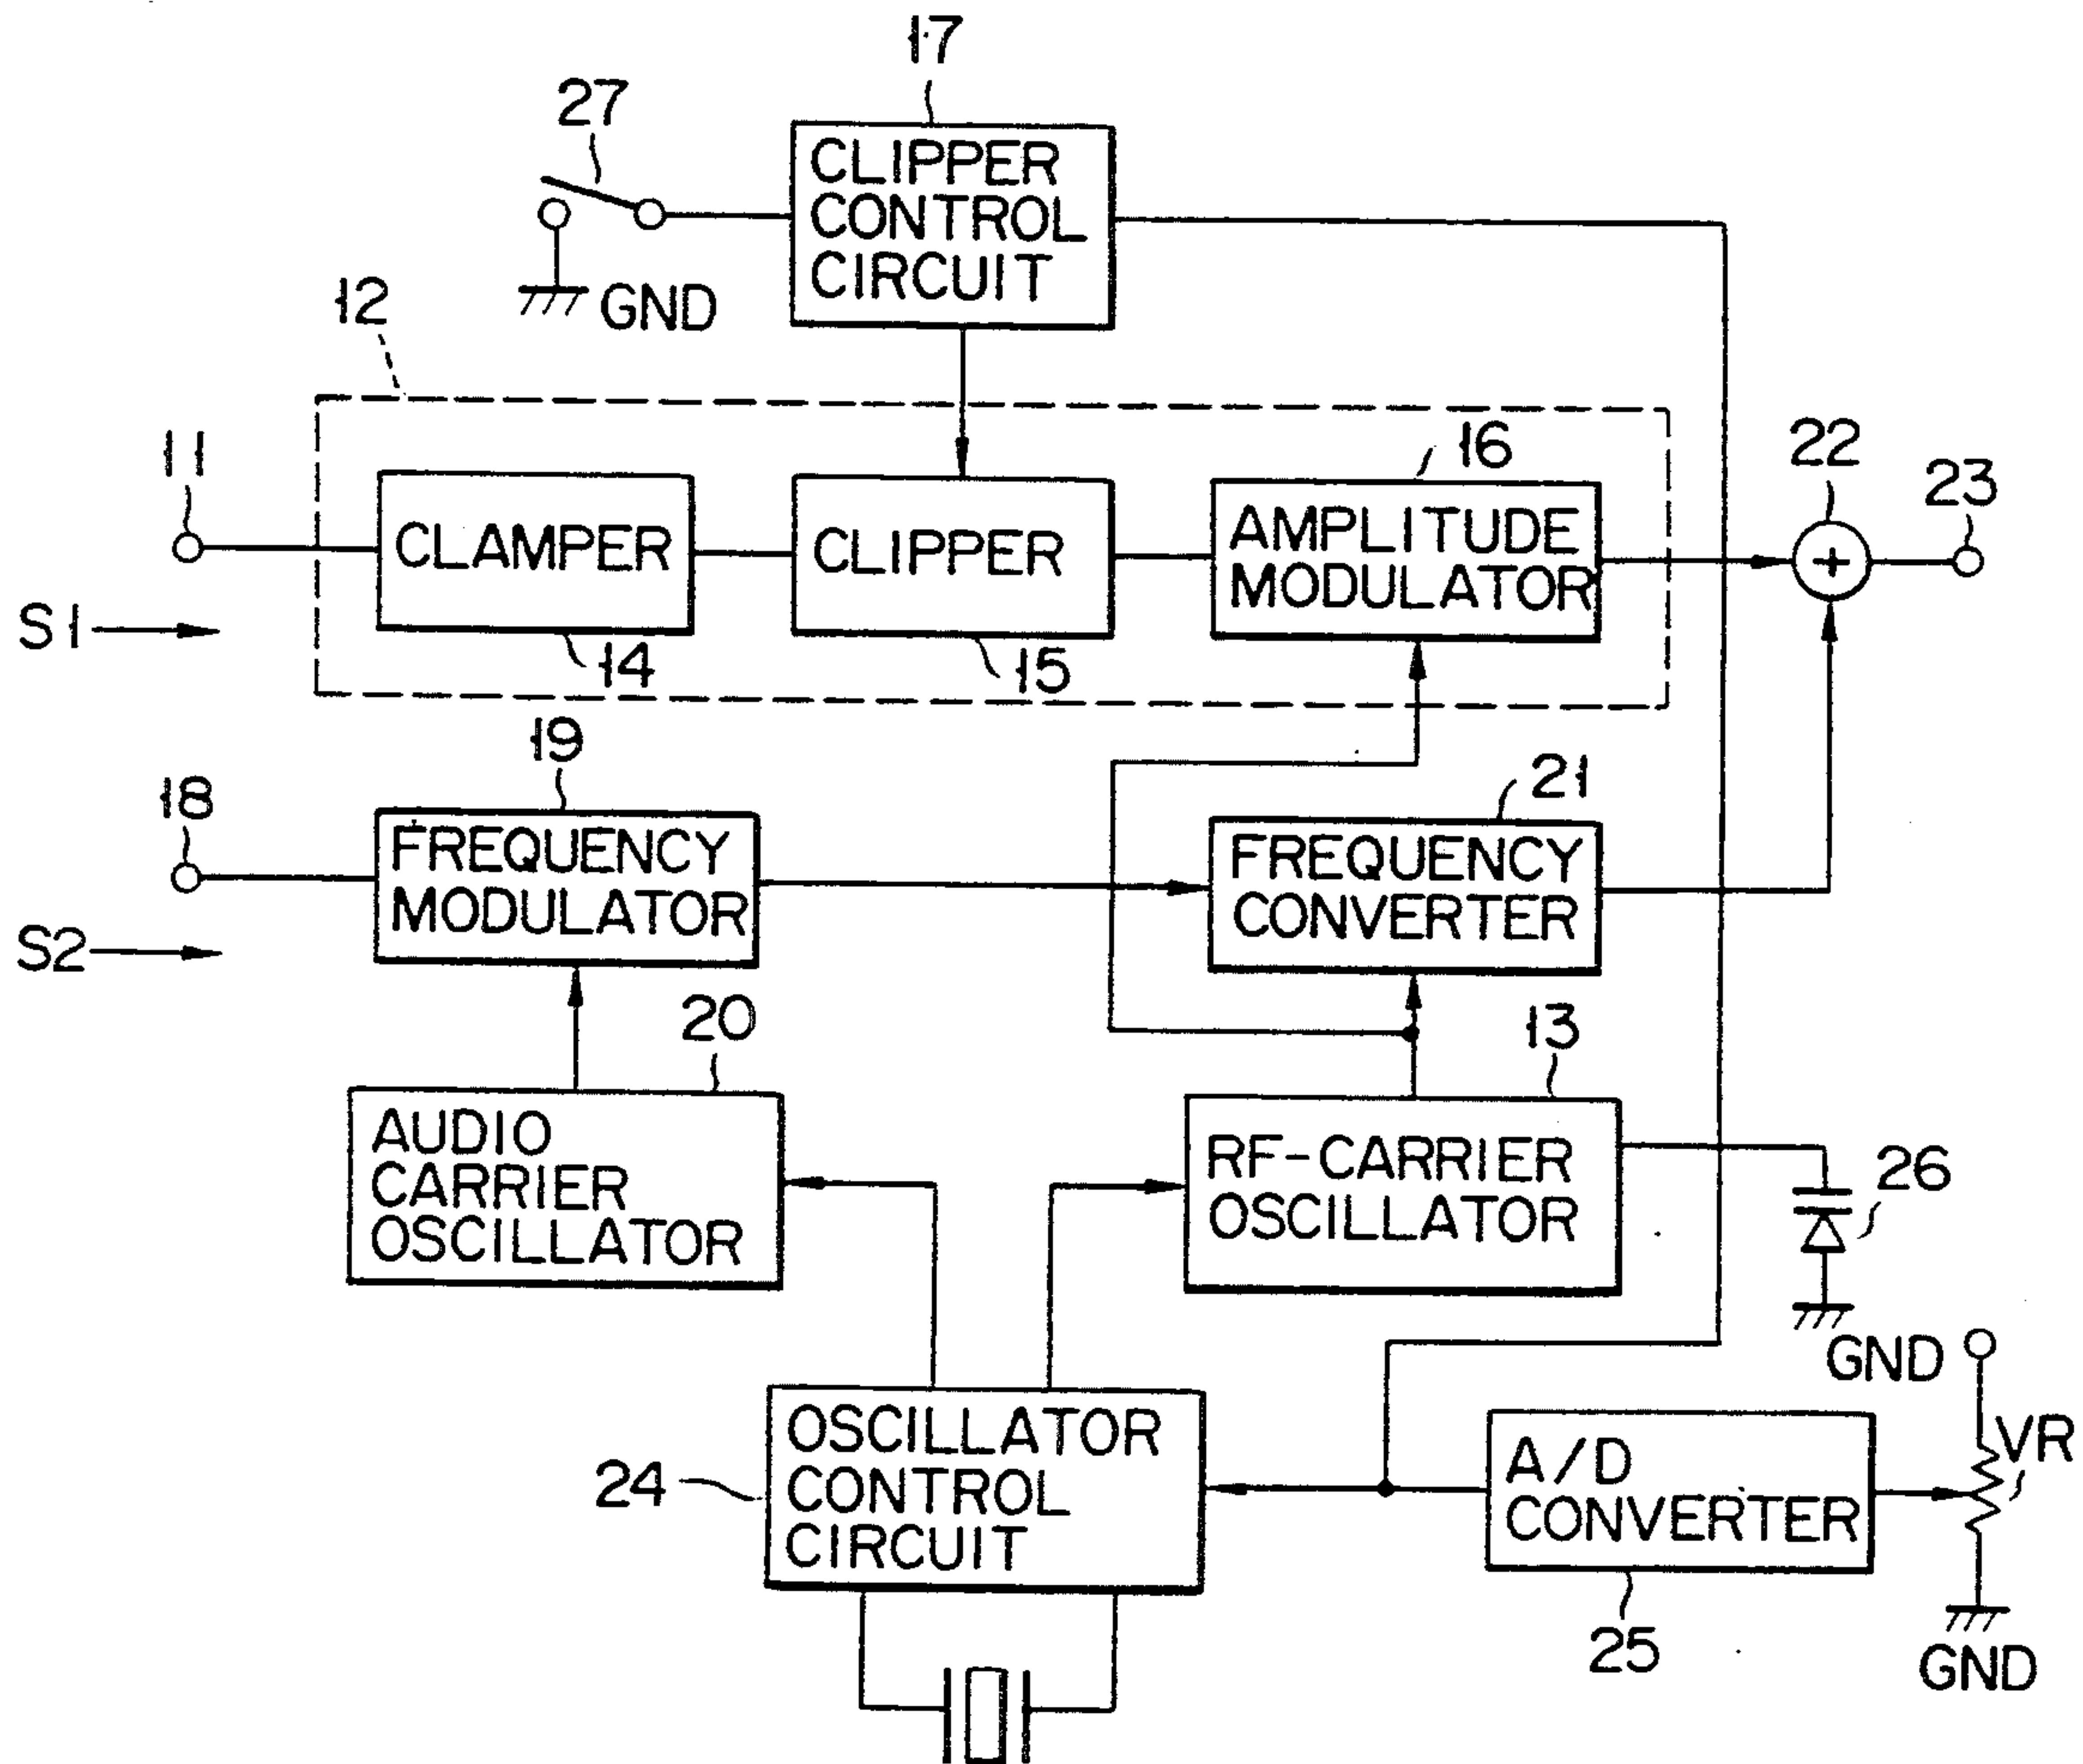 17
27
CLIPPER
CONTROL
CIRCUIT
GND
12
11
16
22
23
CLAMPER
CLIPPER
AMPLITUDE
MODULATOR
+
S1
14
15
19
21
18
FREQUENCY
MODULATOR
FREQUENCY
CONVERTER
S2
20
13
AUDIO
CARRIER
OSCILLATOR
RF-CARRIER
OSCILLATOR
26
GND
OSCILLATOR
CONTROL
CIRCUIT
24
A/D
CONVERTER
VR
25
GND